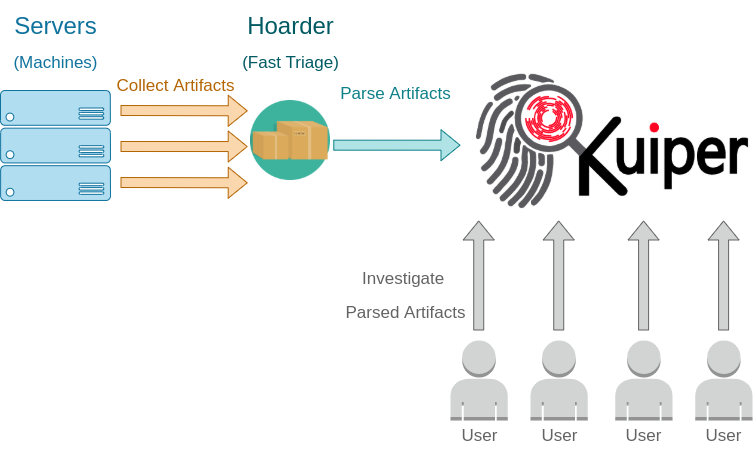 Servers
(Machines)
Hoarder
(Fast Triage)
Collect Artifacts
Parse Artifacts
Kuiper
Investigate
Parsed Artifacts
User
User
User
User